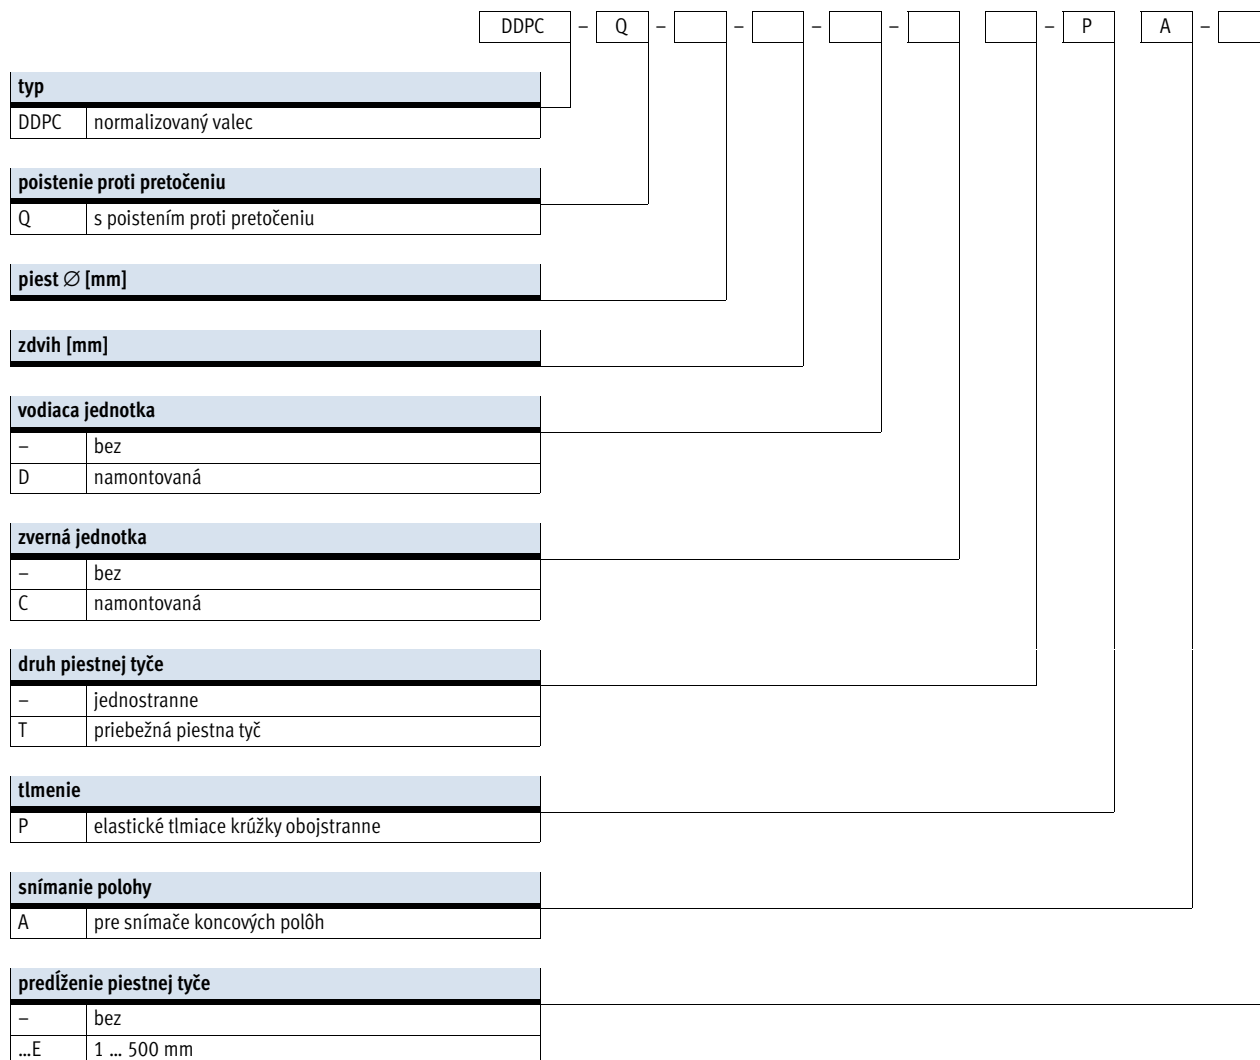 DDPC – Q – – – – – P A –
typ
DDPC normalizovaný valec
poistenie proti pretočeniu
Q s poistením proti pretočeniu
piest ∅ [mm]
zdvih [mm]
vodiaca jednotka
– bez
D namontovaná
zverná jednotka
– bez
C namontovaná
druh piestnej tyče
– jednostranne
T priebežná piestna tyč
tlmenie
P elastické tlmiace krúžky obojstranne
snímanie polohy
A pre snímače koncových polôh
predĺženie piestnej tyče
– bez
...E 1 ... 500 mm